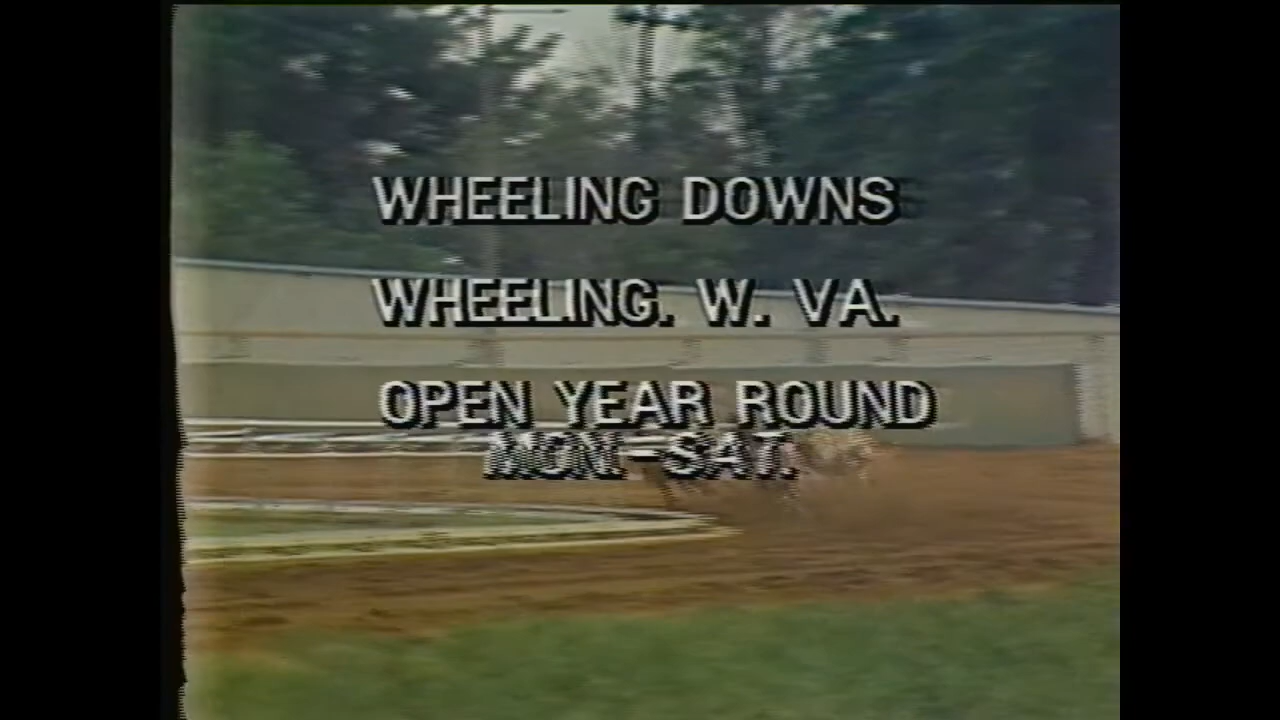 WHEELING DOWNS
WHEELING, W. VA.
OPEN YEAR ROUND
MON.-SAT.